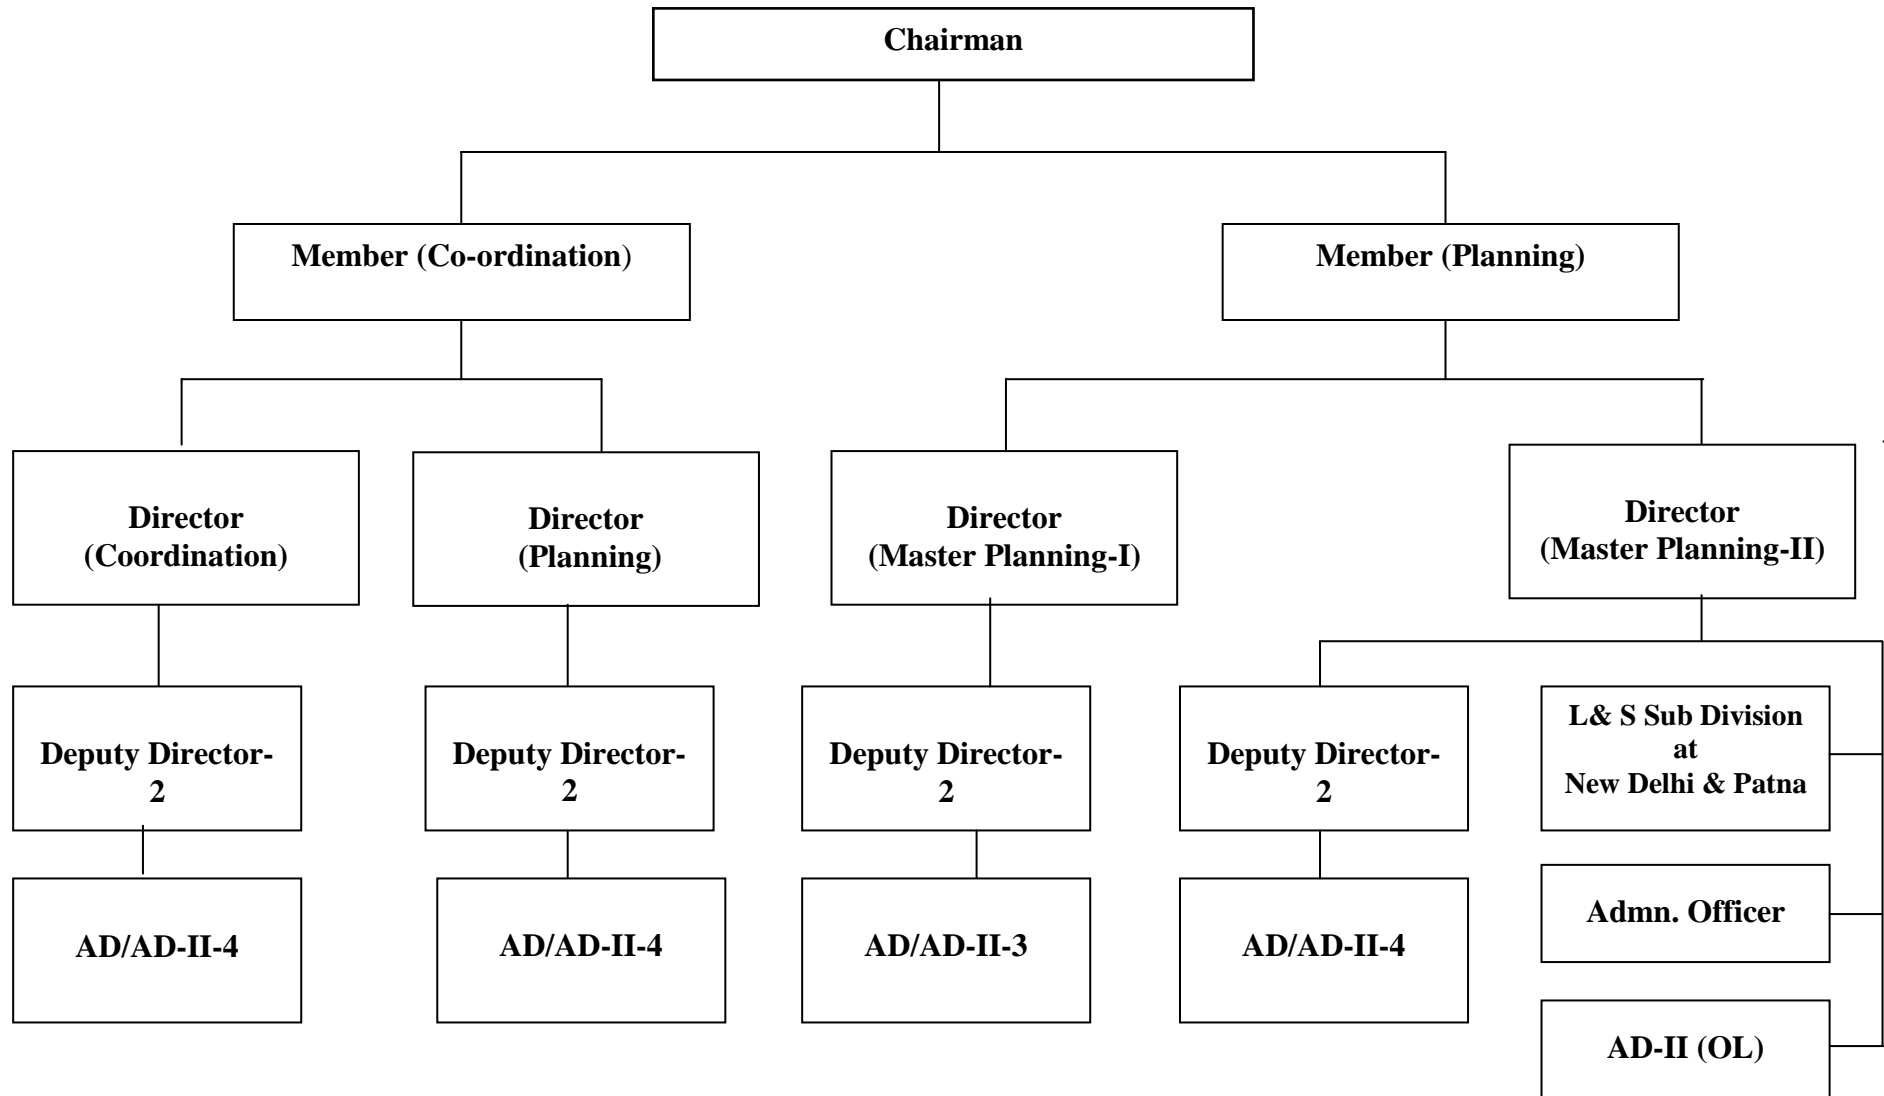 Chairman
Member (Co-ordination)
Member (Planning)
Director
(Coordination)
Director
(Planning)
Director
(Master Planning-I)
Director
(Master Planning-II)
Deputy Director-
2
Deputy Director-
2
Deputy Director-
2
Deputy Director-
2
L& S Sub Division
at
New Delhi & Patna
AD/AD-II-4
AD/AD-II-4
AD/AD-II-3
AD/AD-II-4
Admn. Officer
AD-II (OL)